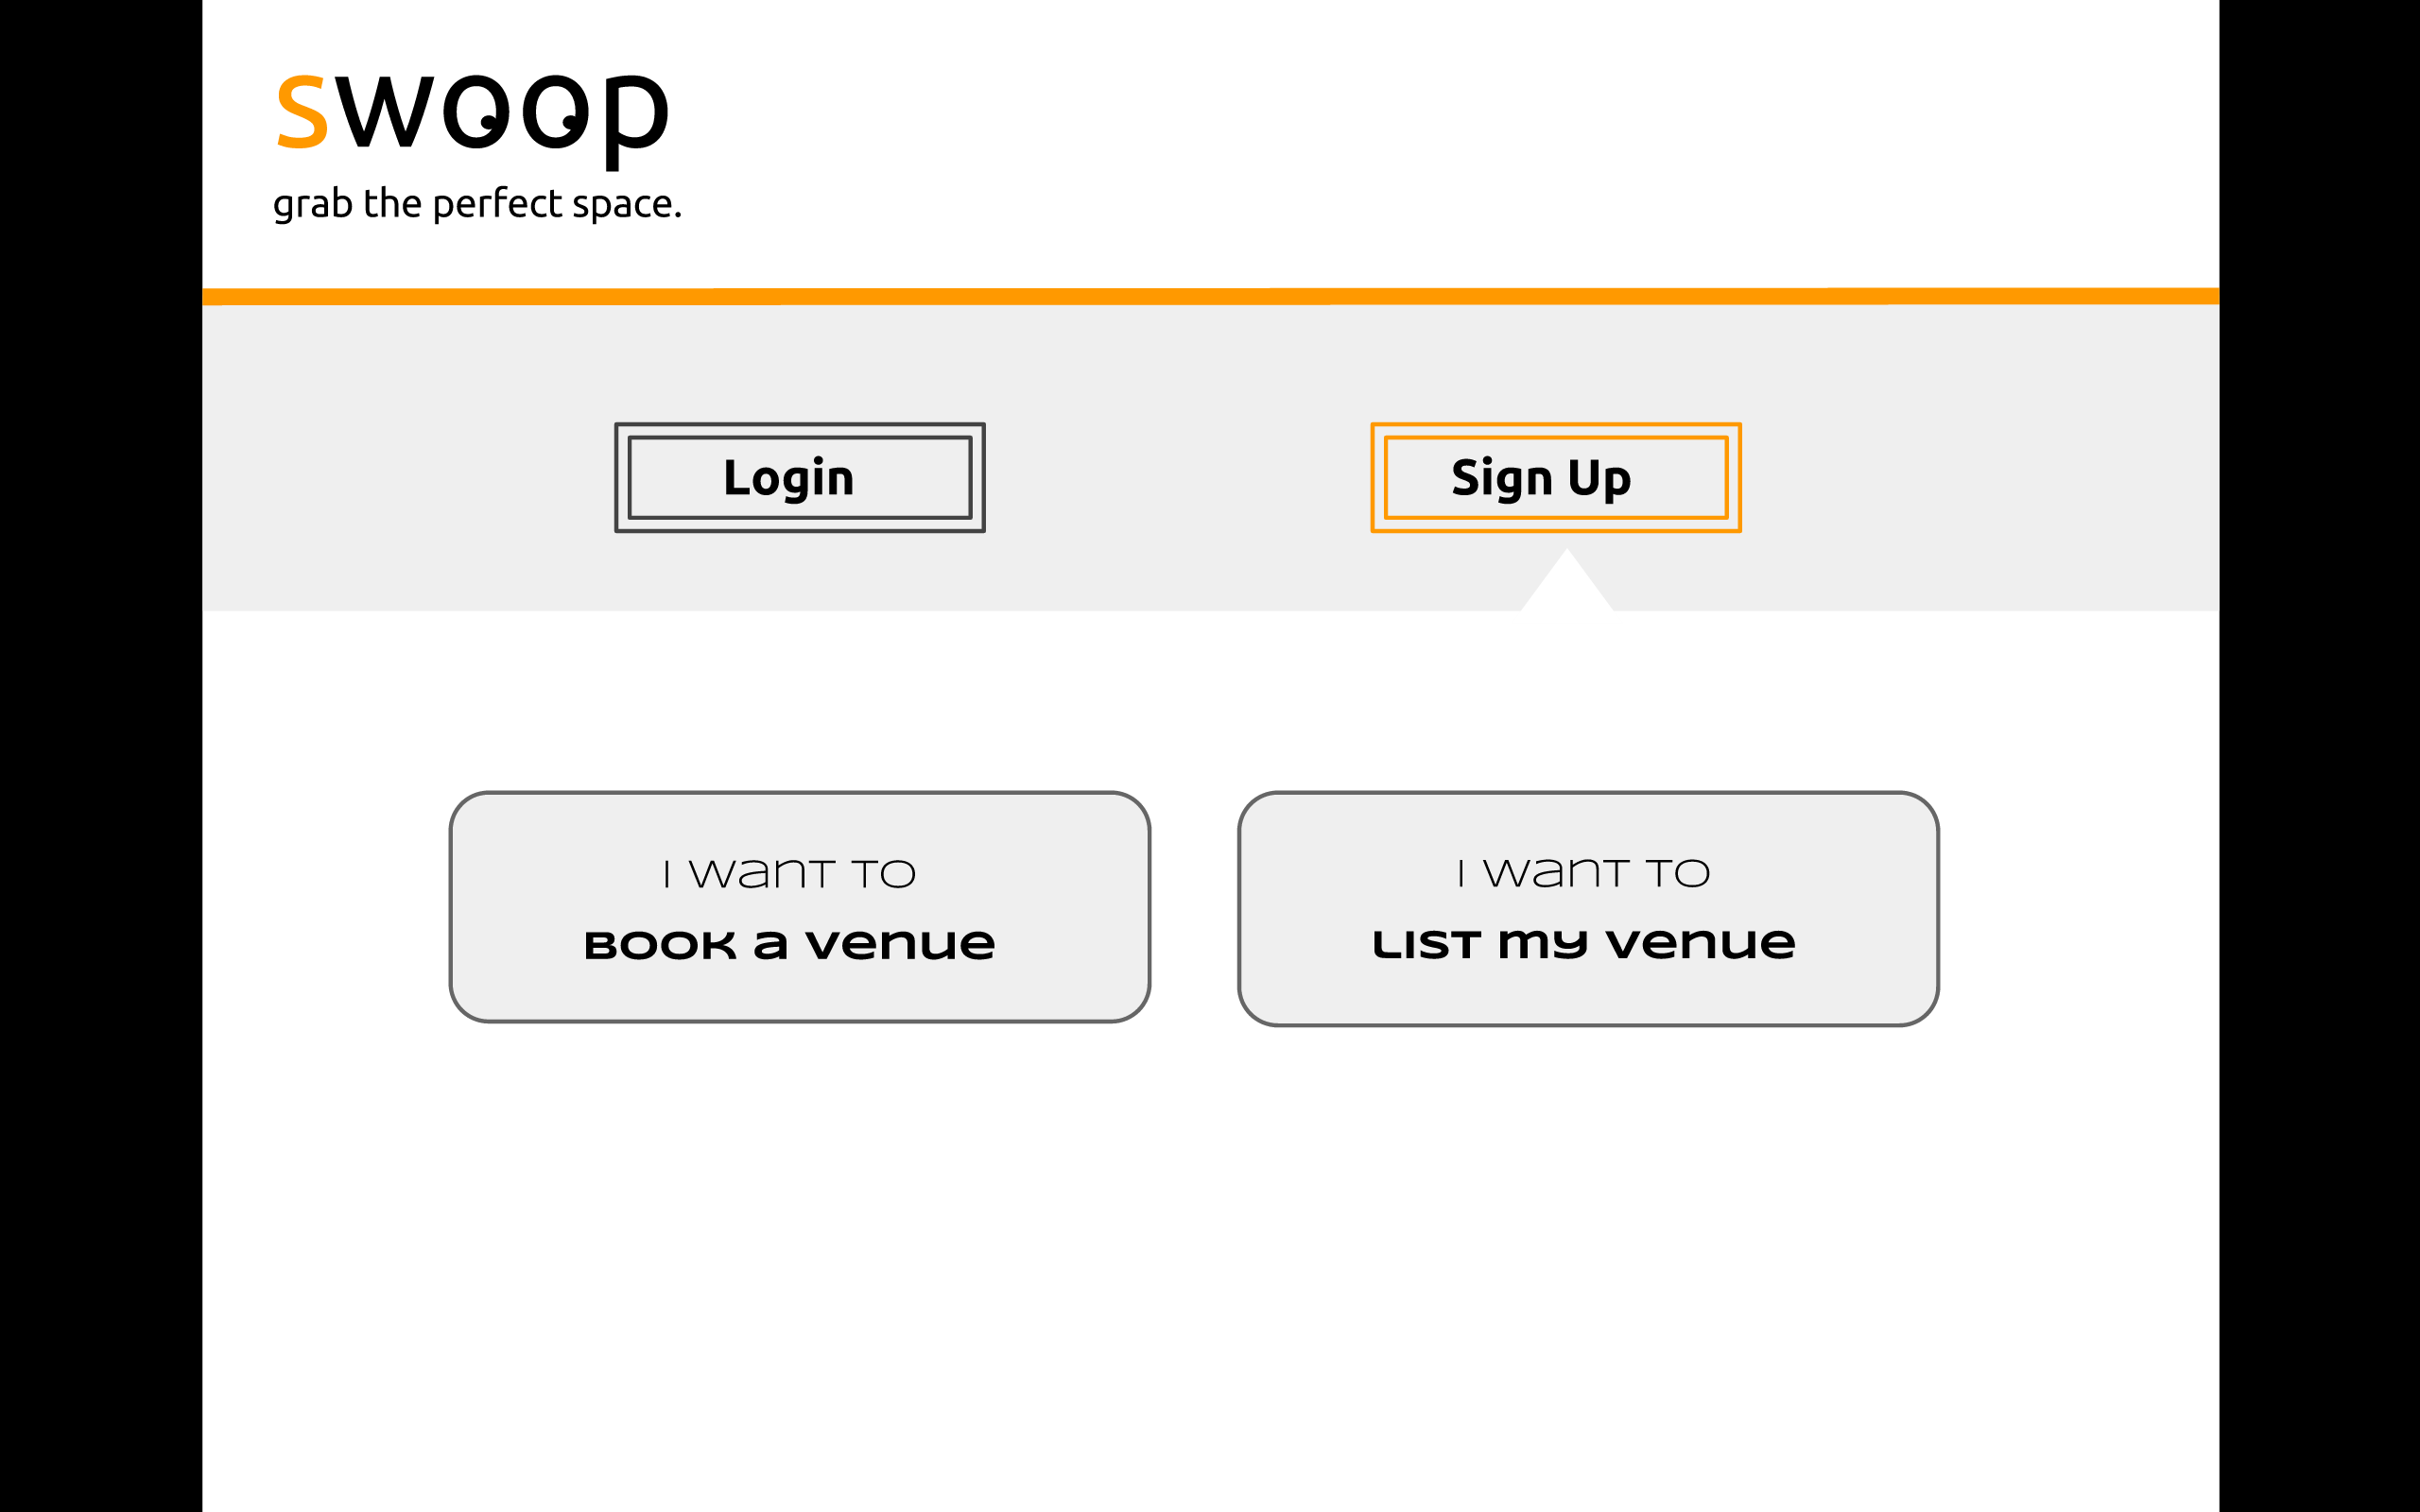 swoop
grab the perfect space.
Login
Sign Up
I want to
Book a venue
I want to
List my venue